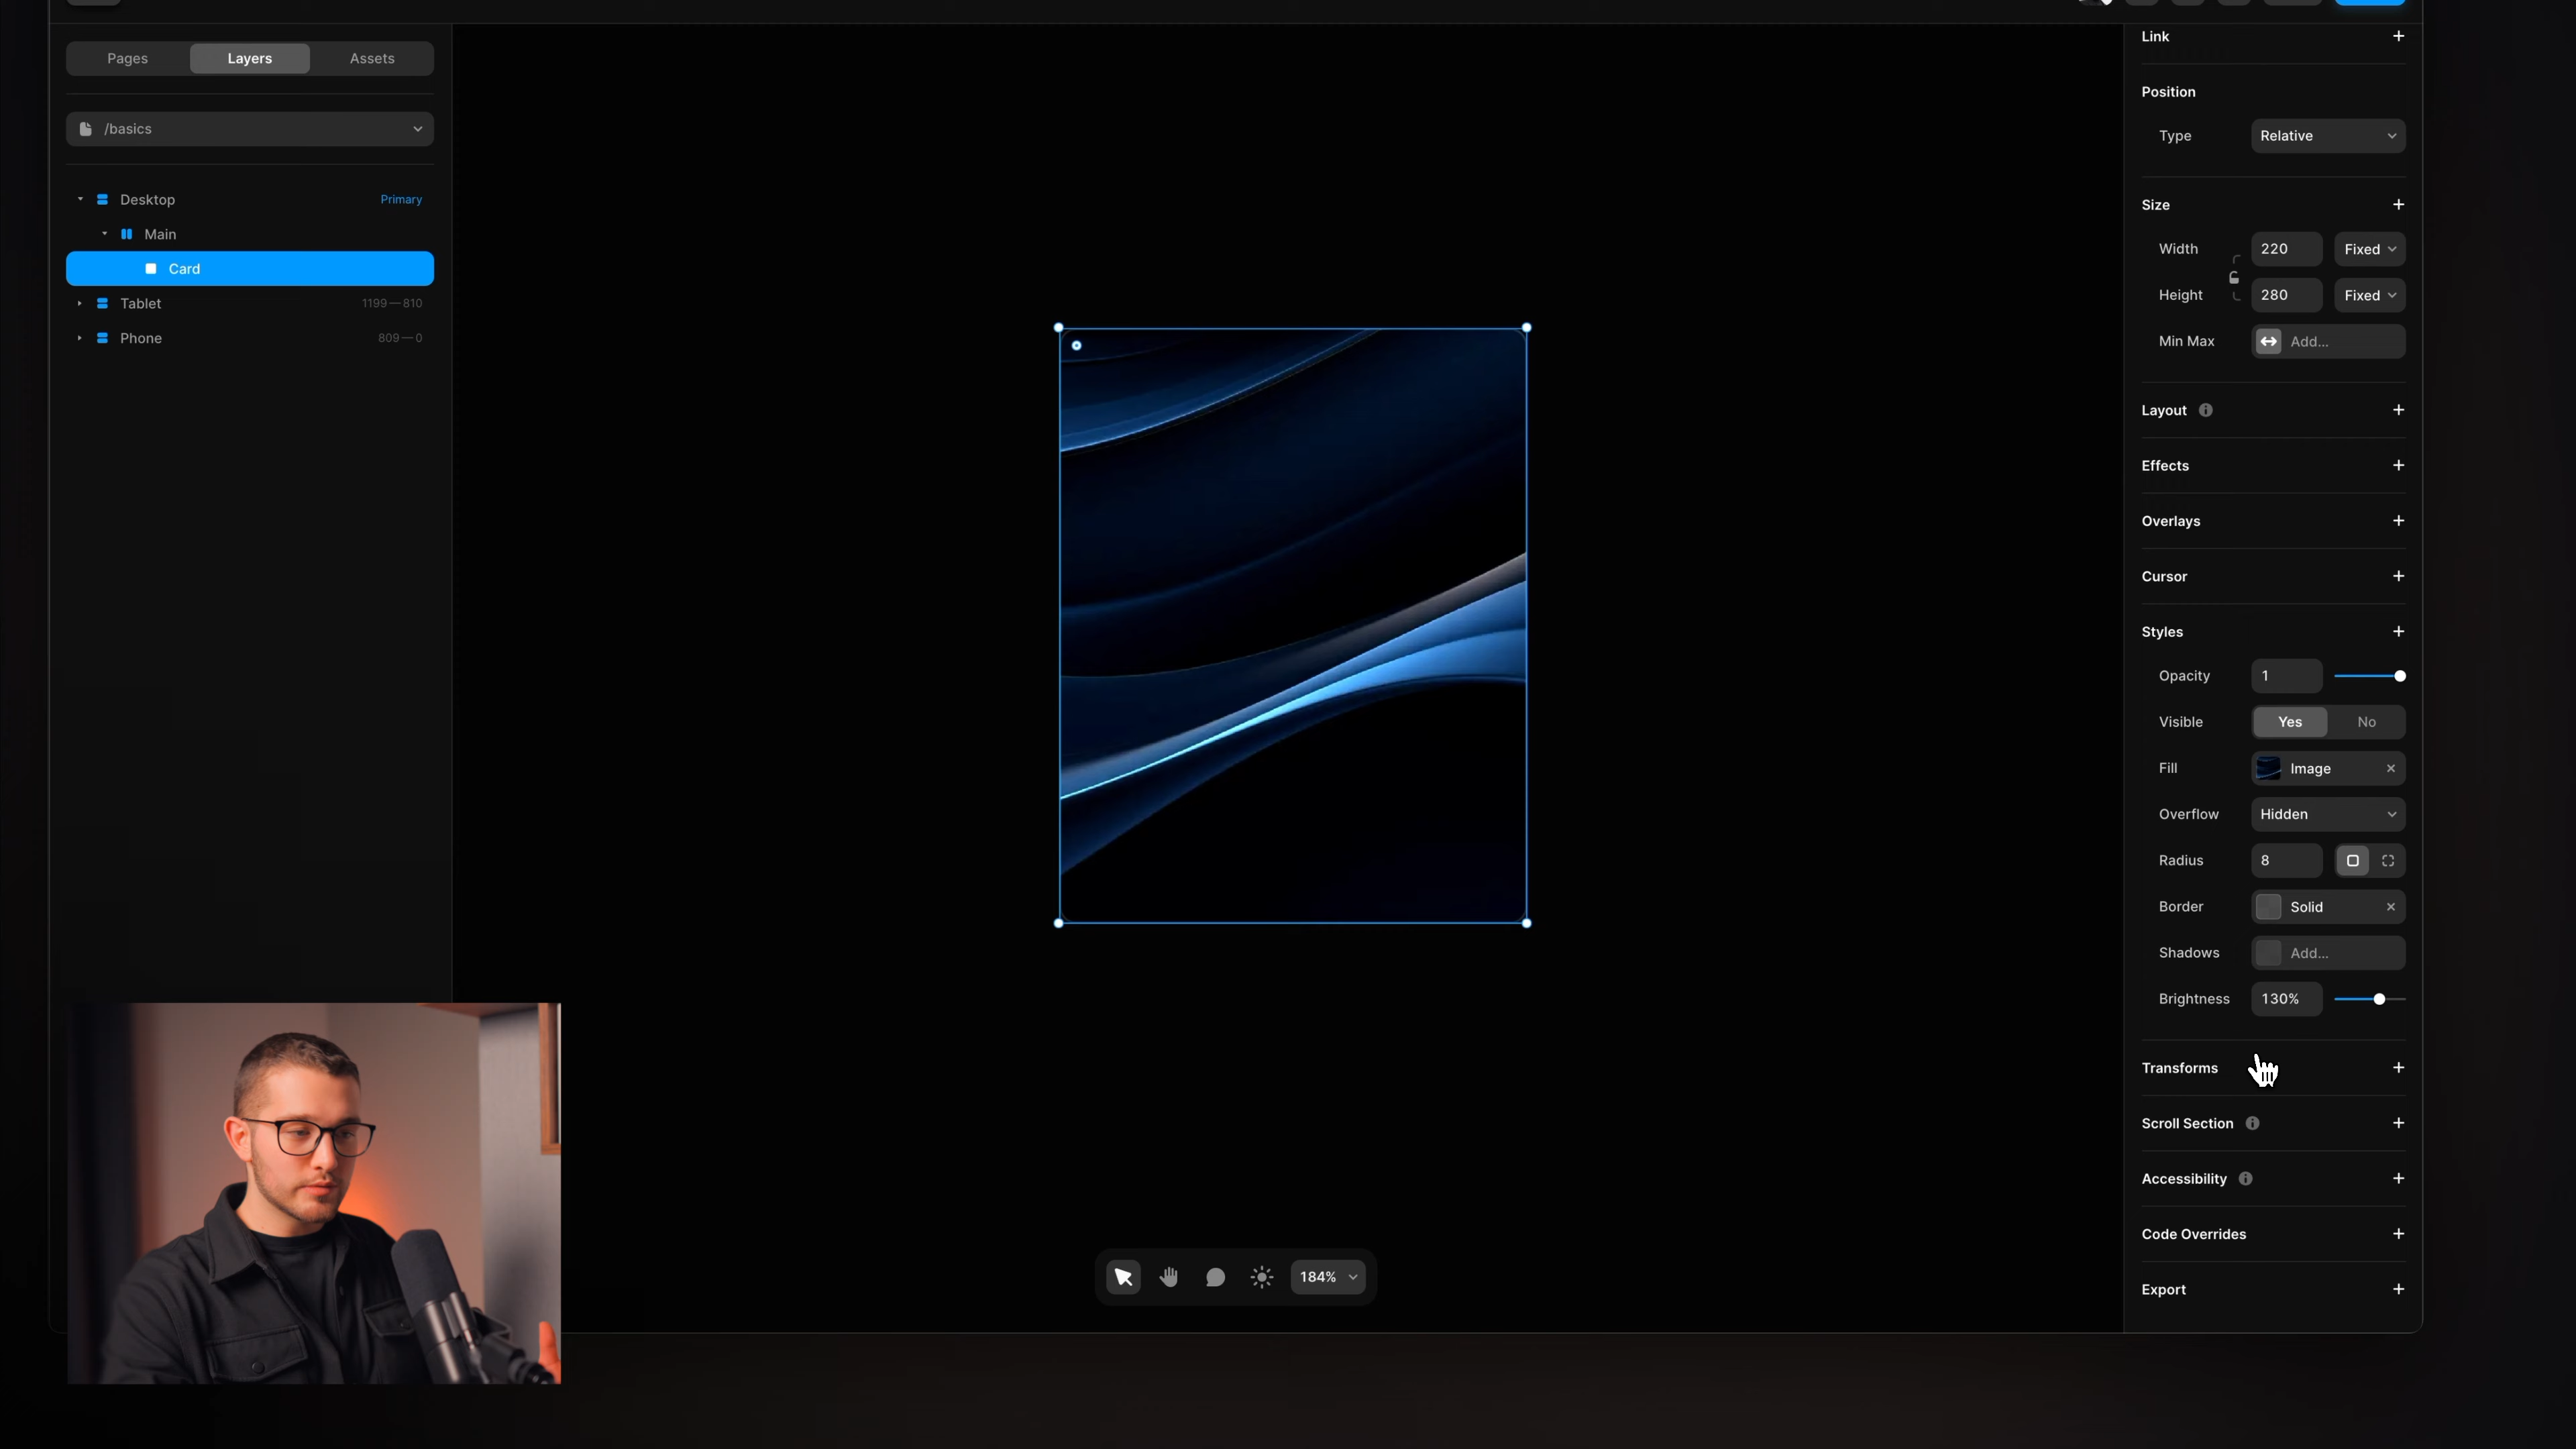 Pages Layers Assets
/basics
Desktop Primary
Main
Card
Tablet 1199—810
Phone 809—0
184%
Link
Position
Type Relative
Size
Width 220 Fixed
Height 280 Fixed
Min Max Add...
Layout
Effects
Overlays
Cursor
Styles
Opacity 1
Visible Yes No
Fill Image
Overflow Hidden
Radius 8
Border Solid
Shadows Add...
Brightness 130%
Transforms
Scroll Section
Accessibility
Code Overrides
Export